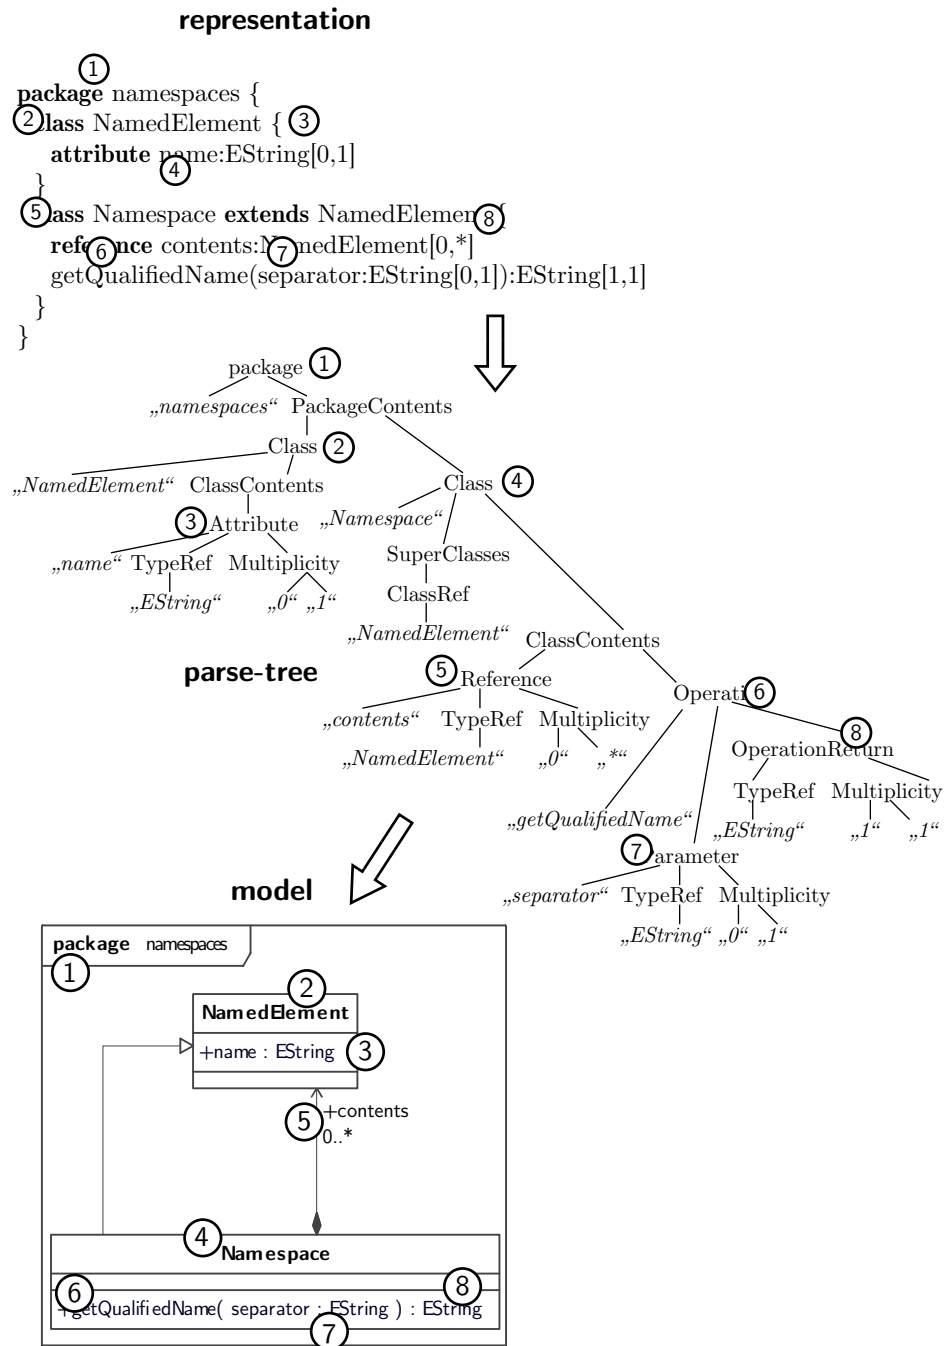 representation
1
package namespaces {
2 class NamedElement { 3
attribute name:EString[0,1]
4
}
5 class Namespace extends NamedElement { 8
reference contents:NamedElement[0,*]
6 7
getQualifiedName(separator:EString[0,1]):EString[1,1]
}
}
package 1
„namespaces“ PackageContents
Class 2
„NamedElement“ ClassContents Class 4
3 Attribute „Namespace“
„name“ TypeRef Multiplicity SuperClasses
„EString“ „0“ „1“ ClassRef
„NamedElement“ ClassContents
parse-tree 5 Reference Operati 6
„contents“ TypeRef Multiplicity 8
„NamedElement“ „0“ „*“ OperationReturn
TypeRef Multiplicity
„getQualifiedName“ „EString“ „1“ „1“
7 Parameter
model „separator“ TypeRef Multiplicity
„EString“ „0“ „1“
package namespaces
1
2
NamedElement
+name : EString 3
5 +contents
0..*
4
Namespace
6 8
+getQualifiedName( separator : EString ) : EString
7